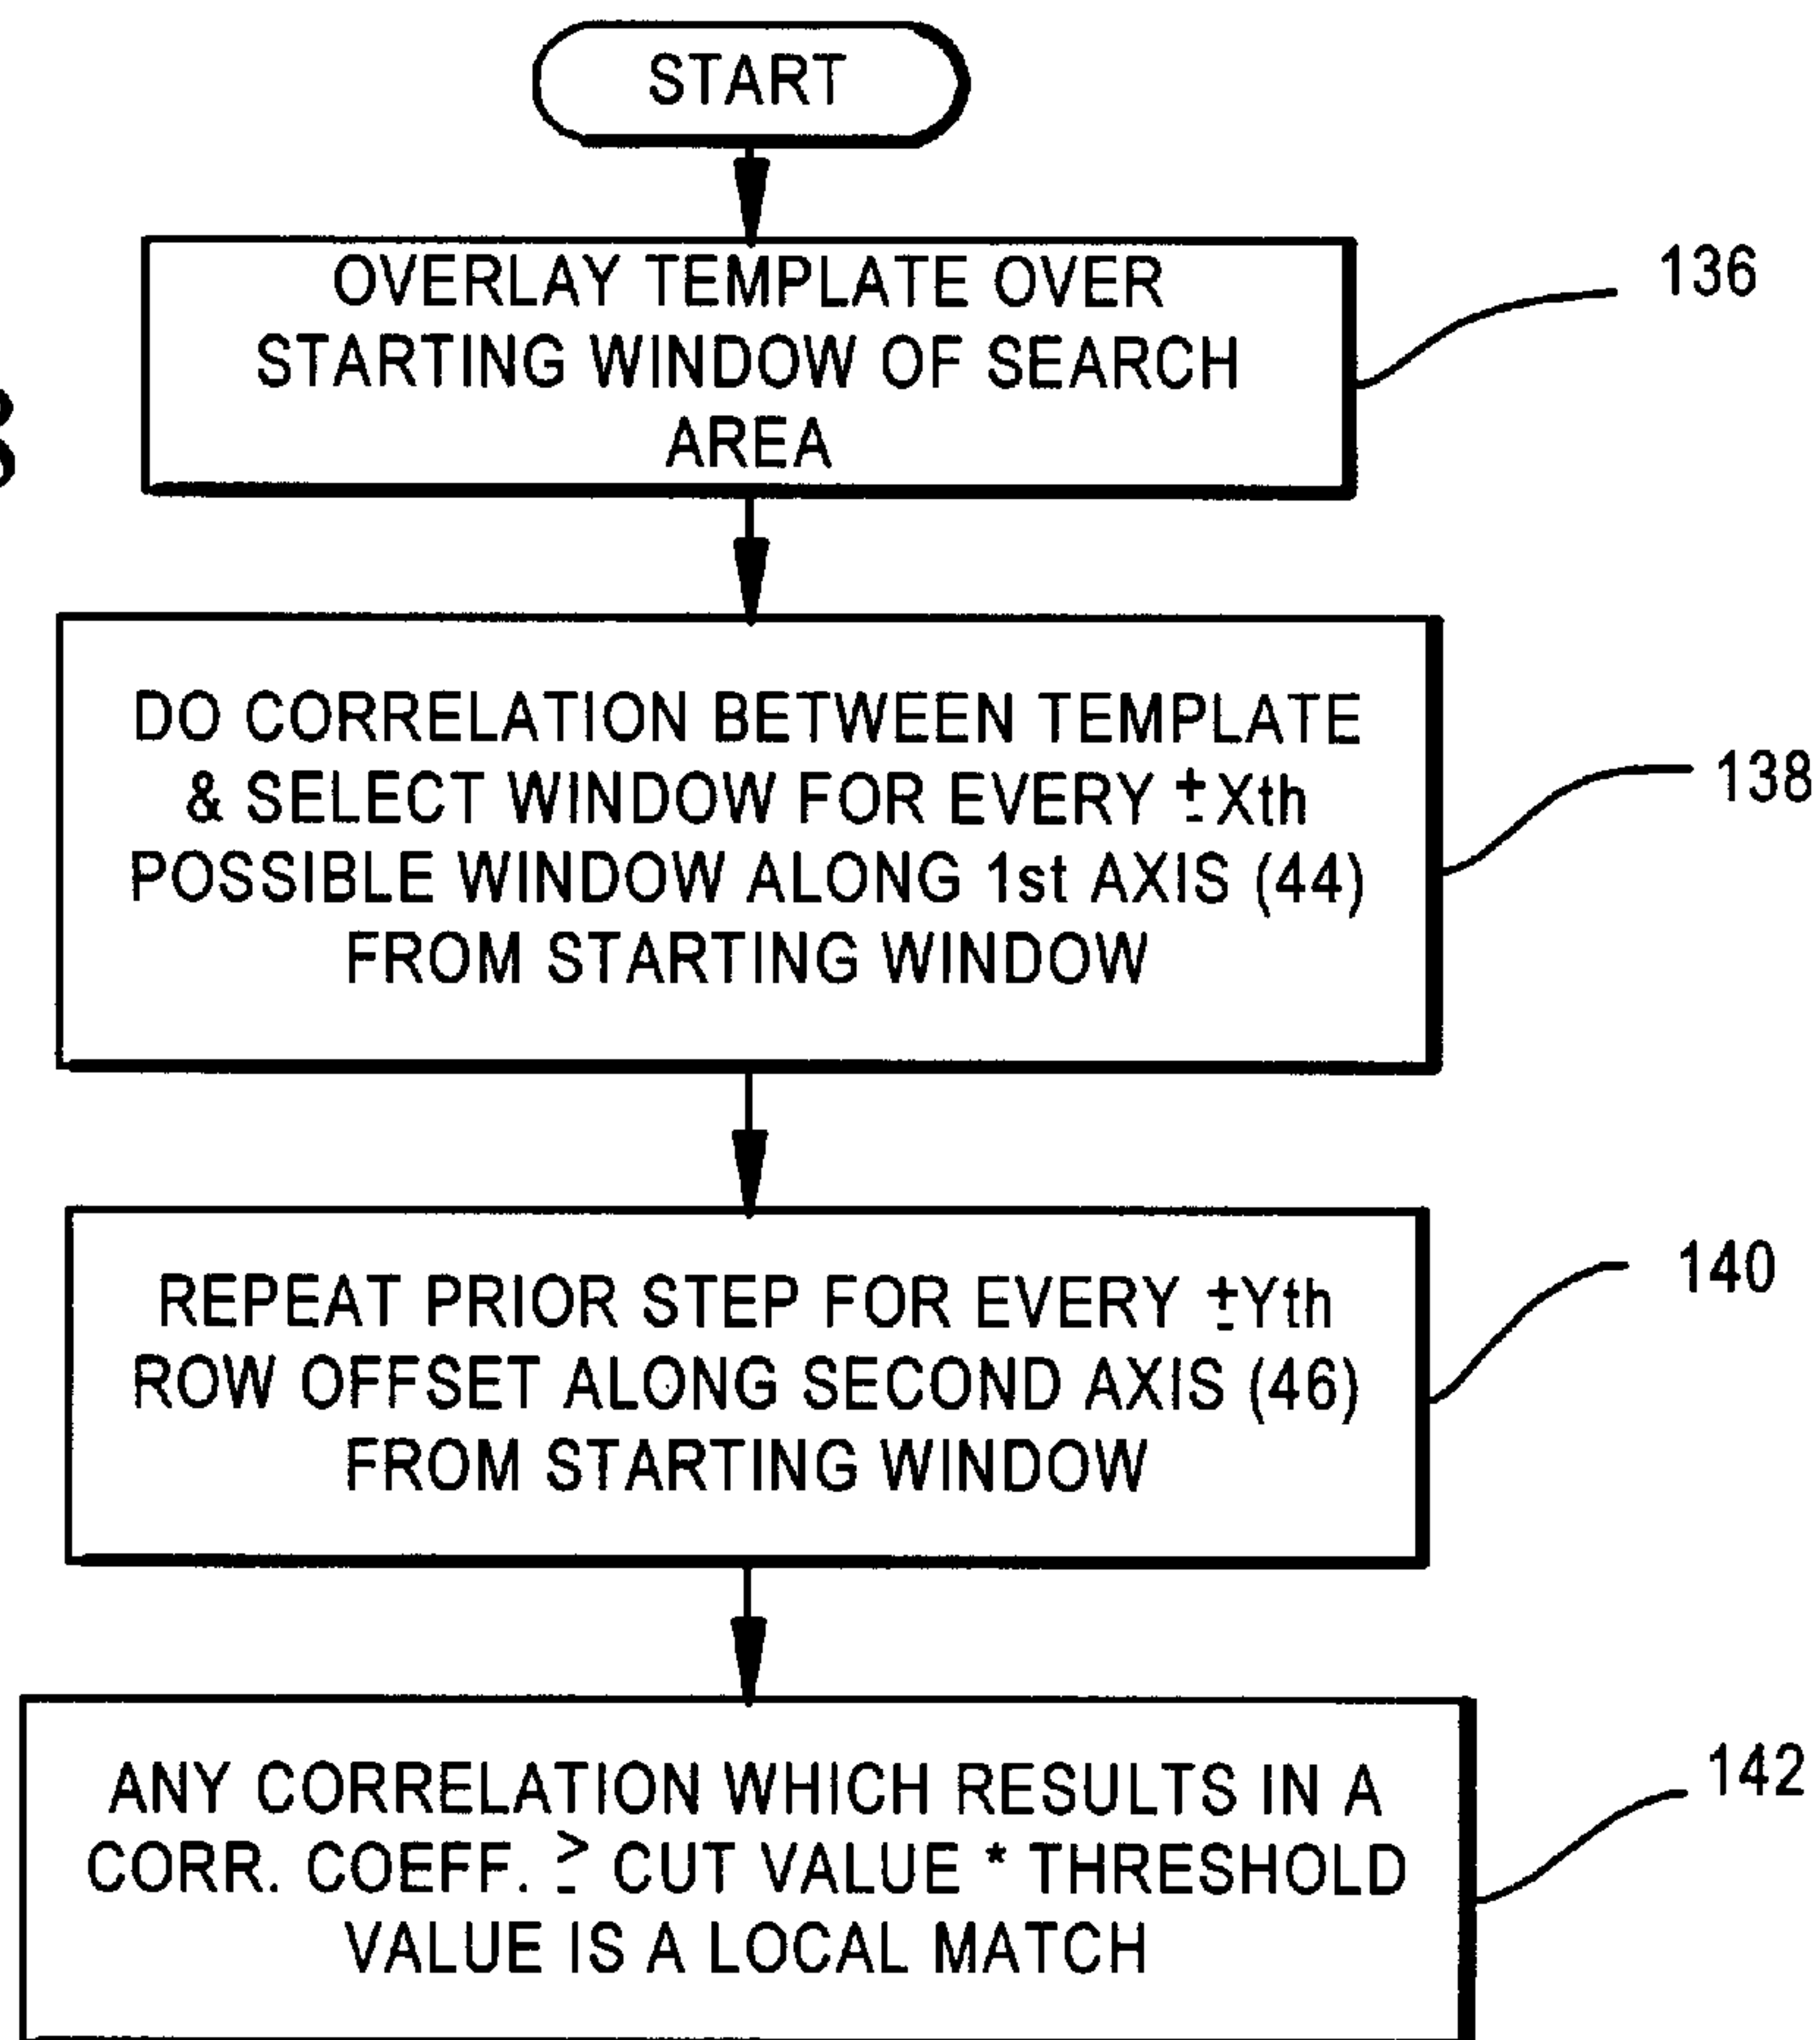 START
OVERLAY TEMPLATE OVER
STARTING WINDOW OF SEARCH
AREA
136
DO CORRELATION BETWEEN TEMPLATE
& SELECT WINDOW FOR EVERY ±Xth
POSSIBLE WINDOW ALONG 1st AXIS (44)
FROM STARTING WINDOW
138
REPEAT PRIOR STEP FOR EVERY ±Yth
ROW OFFSET ALONG SECOND AXIS (46)
FROM STARTING WINDOW
140
ANY CORRELATION WHICH RESULTS IN A
CORR. COEFF. ≥ CUT VALUE * THRESHOLD
VALUE IS A LOCAL MATCH
142